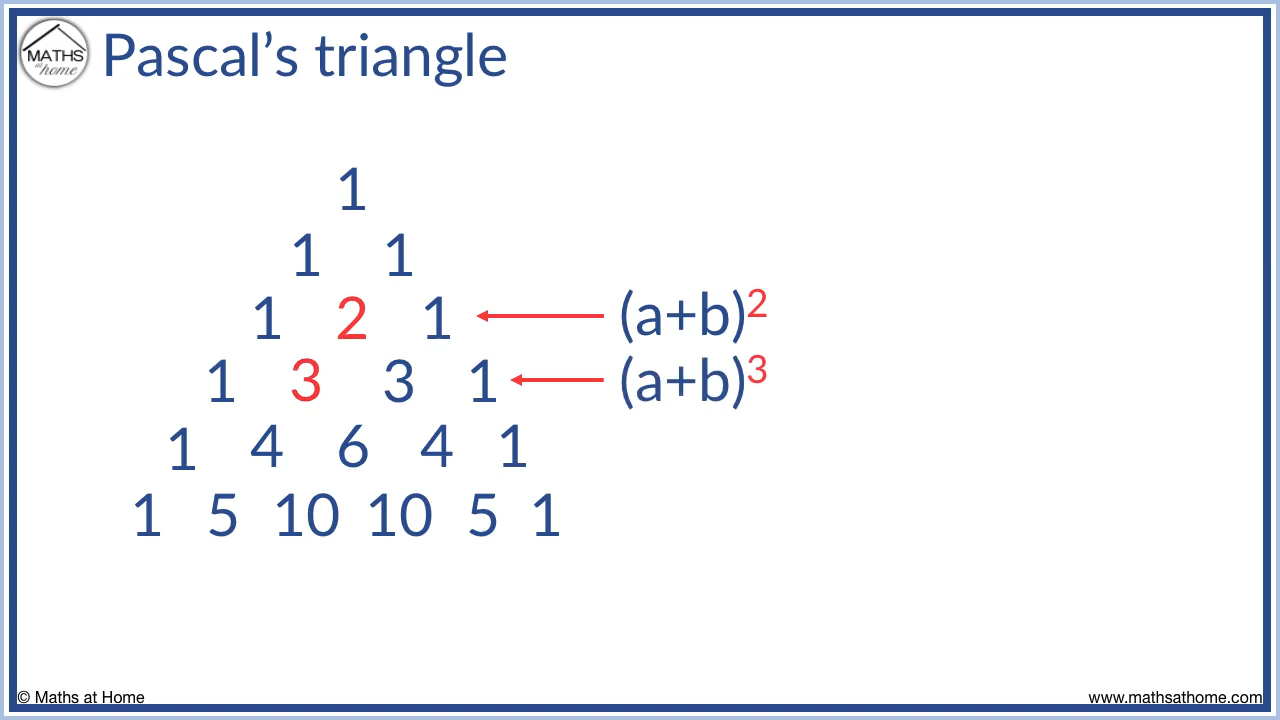 MATHS
at home
Pascal’s triangle
1
1 1
1 2 1 (a+b)²
1 3 3 1 (a+b)³
1 4 6 4 1
1 5 10 10 5 1
© Maths at Home
www.mathsathome.com